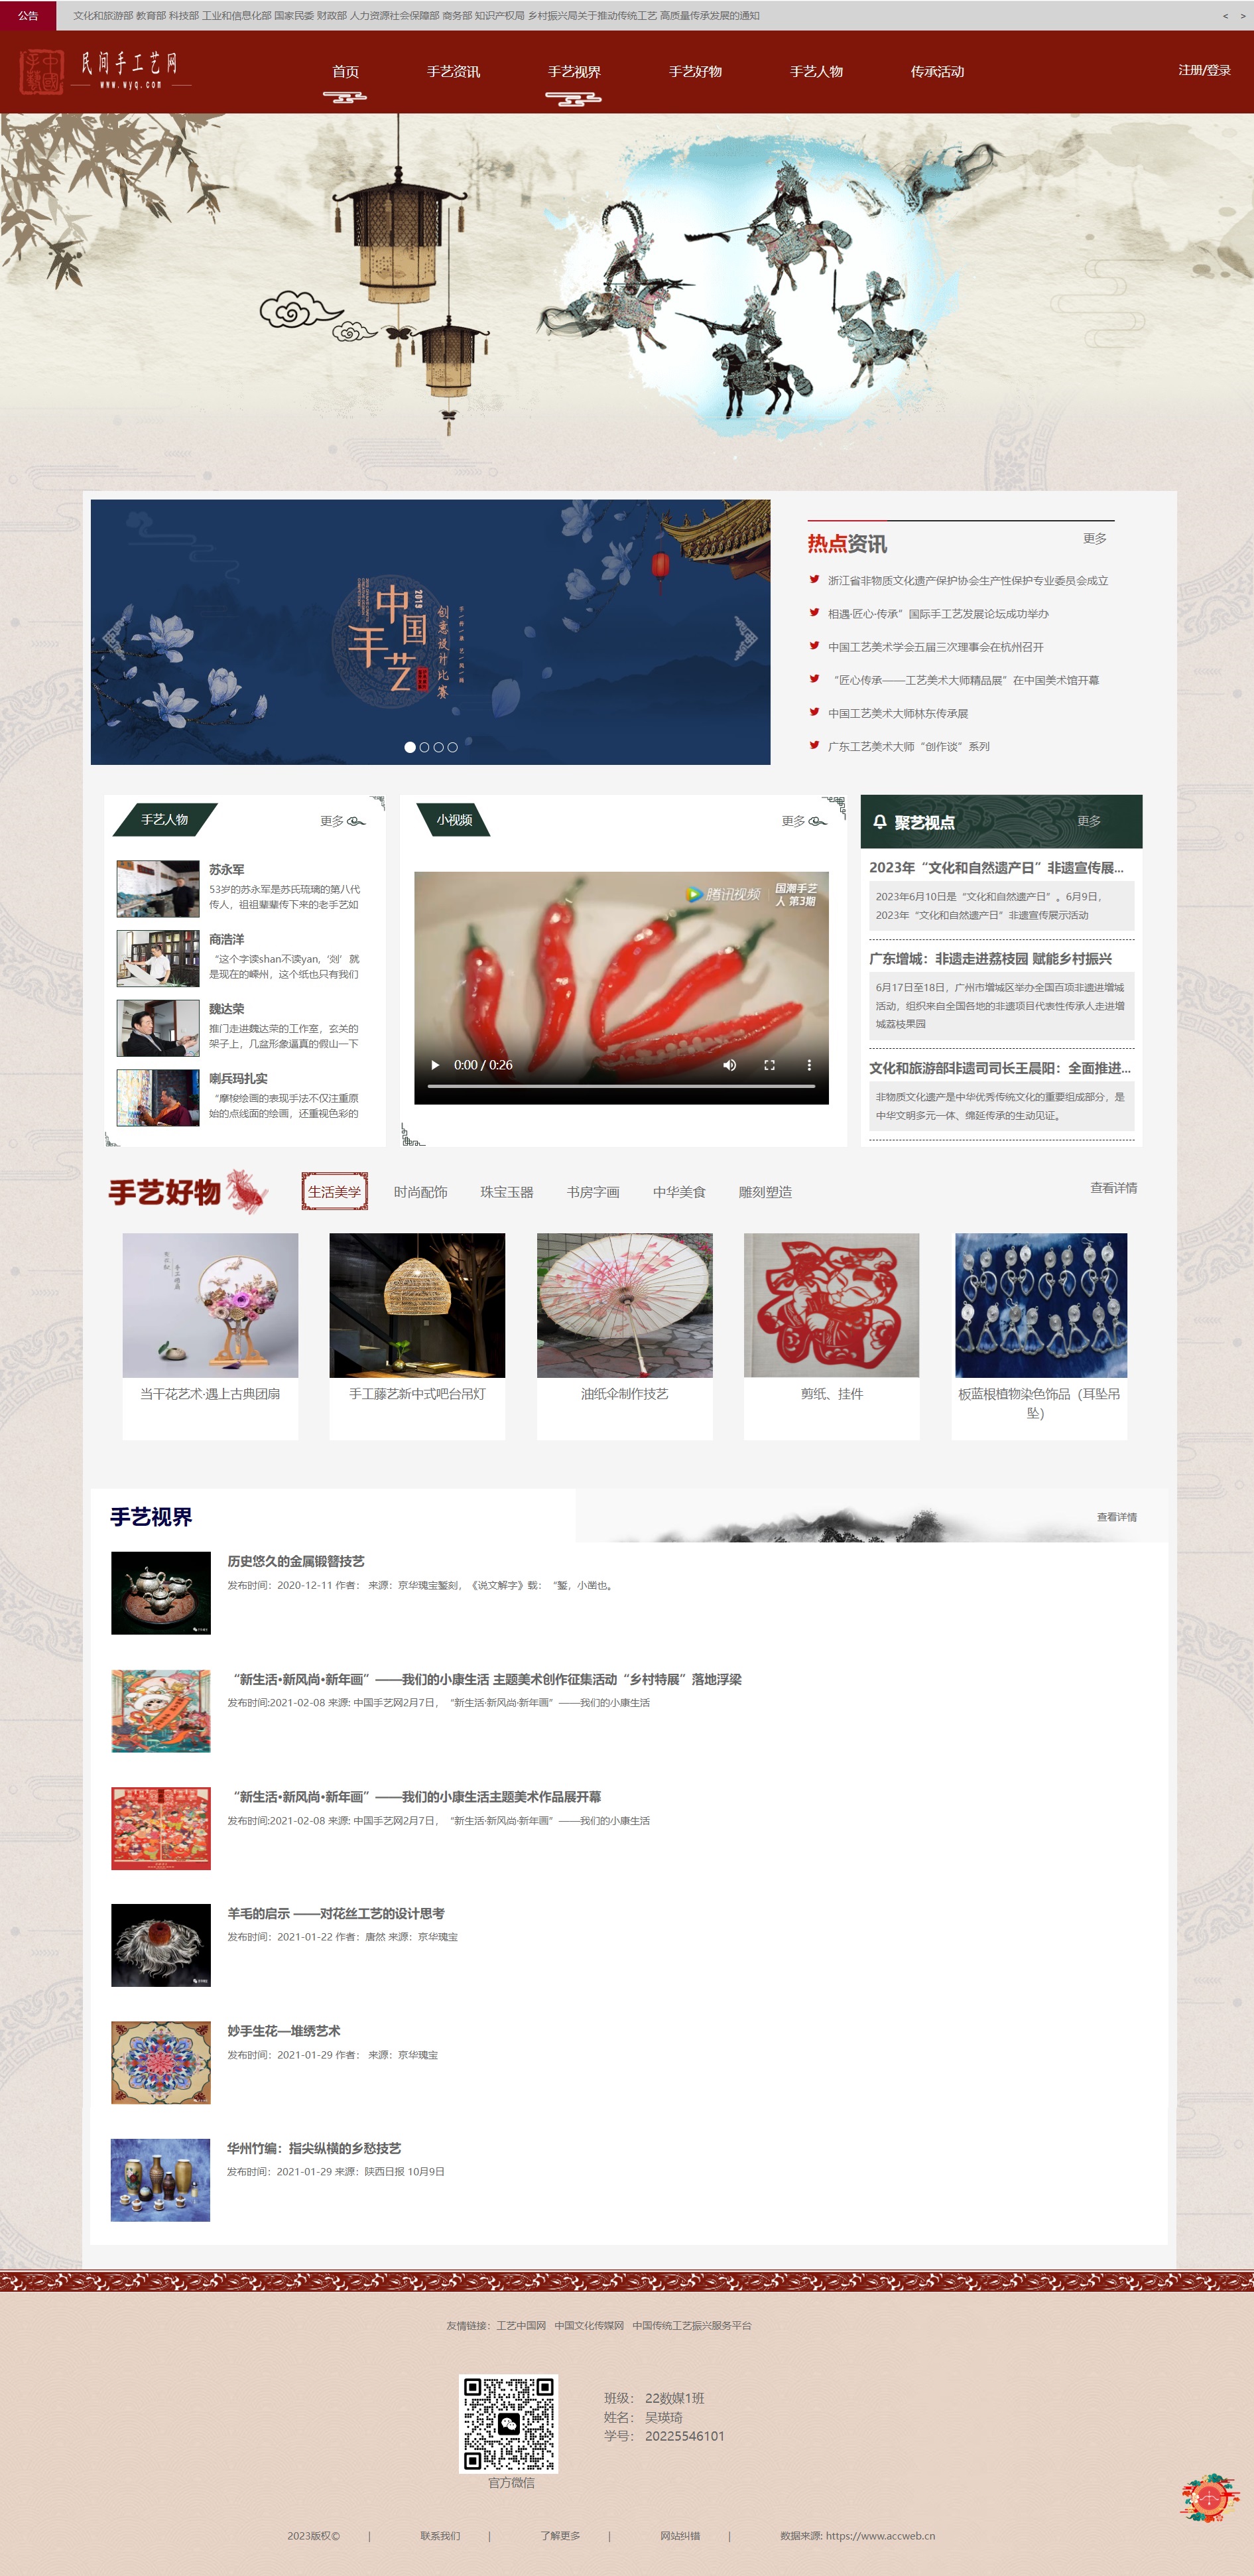 公告
文化和旅游部 教育部 科技部 工业和信息化部 国家民委 财政部 人力资源社会保障部 商务部 知识产权局 乡村振兴局关于推动传统工艺 高质量传承发展的通知
< >
民间手工艺网
www.wyq.com
首页
手艺资讯
手艺视界
手艺好物
手艺人物
传承活动
注册/登录
2019
中国手艺
创意设计比赛
热点资讯
更多
浙江省非物质文化遗产保护协会生产性保护专业委员会成立
相遇·匠心·传承”国际手工艺发展论坛成功举办
中国工艺美术学会五届三次理事会在杭州召开
“匠心传承——工艺美术大师精品展”在中国美术馆开幕
中国工艺美术大师林东传承展
广东工艺美术大师“创作谈”系列
手艺人物
更多
苏永军
53岁的苏永军是苏氏琉璃的第八代
传人，祖祖辈辈传下来的老手艺如
商浩洋
“这个字读shan不读yan,‘剡’就
是现在的嵊州，这个纸也只有我们
魏达荣
推门走进魏达荣的工作室，玄关的
架子上，几盆形象逼真的假山一下
喇兵玛扎实
“摩梭绘画的表现手法不仅注重原
始的点线面的绘画，还重视色彩的
小视频
更多
腾讯视频
国潮手艺
人 第3期
0:00 / 0:26
聚艺视点
更多
2023年“文化和自然遗产日”非遗宣传展...
2023年6月10日是“文化和自然遗产日”。6月9日，
2023年“文化和自然遗产日”非遗宣传展示活动
广东增城：非遗走进荔枝园 赋能乡村振兴
6月17日至18日，广州市增城区举办全国百项非遗进增城
活动，组织来自全国各地的非遗项目代表性传承人走进增
城荔枝果园
文化和旅游部非遗司司长王晨阳：全面推进...
非物质文化遗产是中华优秀传统文化的重要组成部分，是
中华文明多元一体、绵延传承的生动见证。
手艺好物
生活美学
时尚配饰
珠宝玉器
书房字画
中华美食
雕刻塑造
查看详情
当干花艺术·遇上古典团扇
手工藤艺新中式吧台吊灯
油纸伞制作技艺
剪纸、挂件
板蓝根植物染色饰品（耳坠吊
坠）
手艺视界
查看详情
历史悠久的金属锻簪技艺
发布时间：2020-12-11 作者： 来源：京华瑰宝錾刻，《说文解字》载：“錾，小凿也。
“新生活·新风尚·新年画”——我们的小康生活 主题美术创作征集活动“乡村特展”落地浮梁
发布时间:2021-02-08 来源: 中国手艺网2月7日，“新生活·新风尚·新年画”——我们的小康生活
“新生活·新风尚·新年画”——我们的小康生活主题美术作品展开幕
发布时间:2021-02-08 来源: 中国手艺网2月7日，“新生活·新风尚·新年画”——我们的小康生活
羊毛的启示 ——对花丝工艺的设计思考
发布时间：2021-01-22 作者：唐然 来源：京华瑰宝
妙手生花—堆绣艺术
发布时间：2021-01-29 作者： 来源：京华瑰宝
华州竹编：指尖纵横的乡愁技艺
发布时间：2021-01-29 来源：陕西日报 10月9日
友情链接：工艺中国网 中国文化传媒网 中国传统工艺振兴服务平台
班级： 22数媒1班
姓名： 吴瑛琦
学号： 20225546101
官方微信
2023版权© | 联系我们 | 了解更多 | 网站纠错 | 数据来源: https://www.accweb.cn